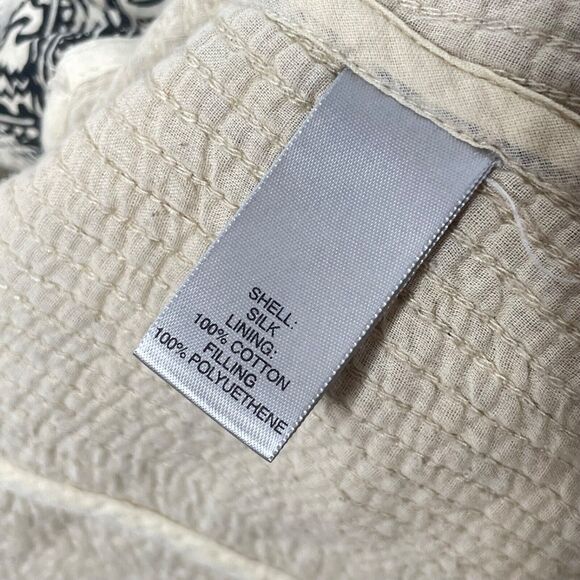 SHELL:
SILK
LINING:
100% COTTON
FILLING
100% POLYUETHENE